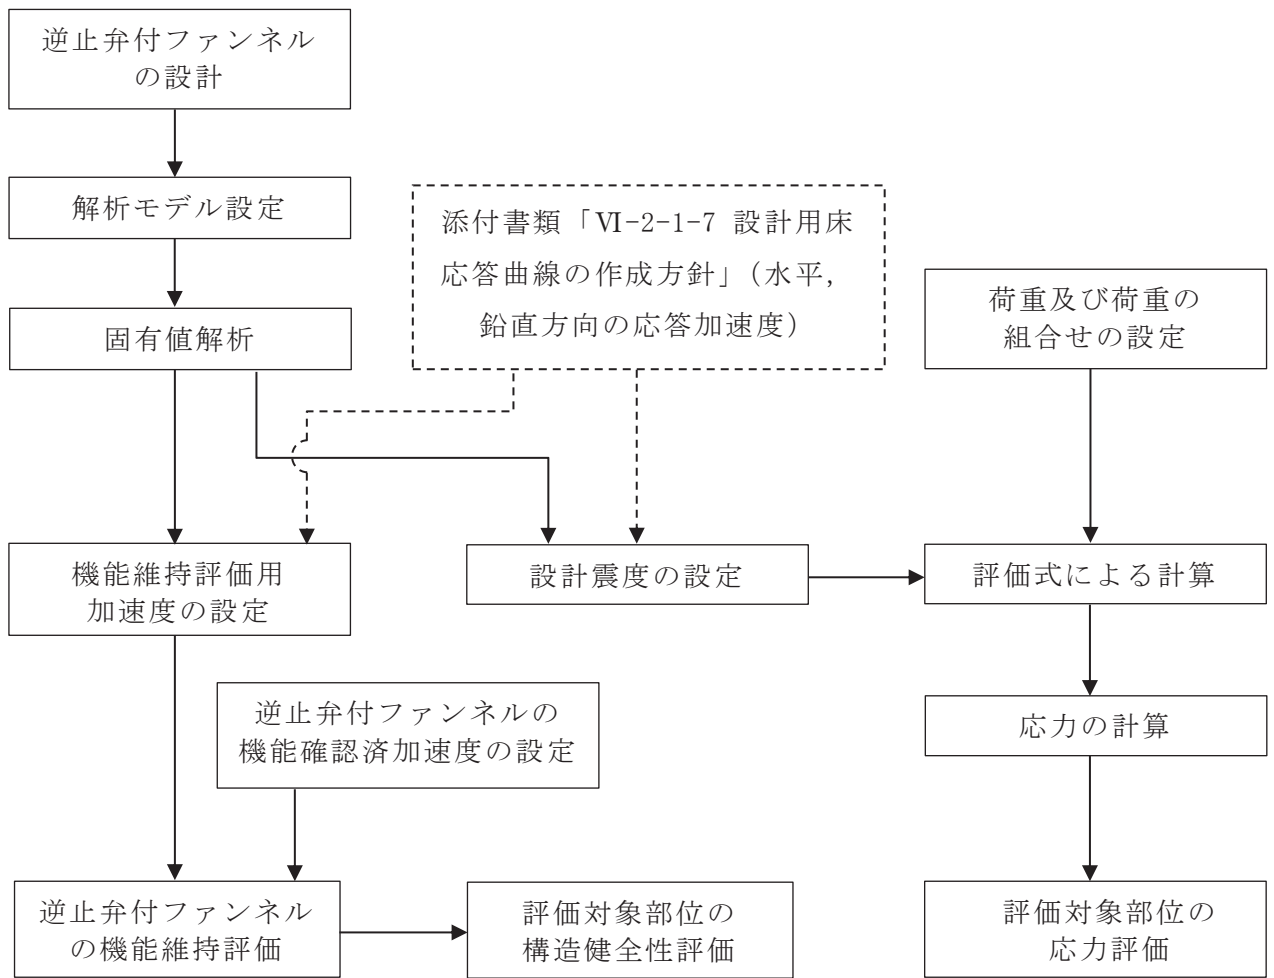 逆止弁付ファンネル
の設計
解析モデル設定
固有値解析
添付書類「Ⅵ-2-1-7 設計用床
応答曲線の作成方針」（水平，
鉛直方向の応答加速度）
荷重及び荷重の
組合せの設定
機能維持評価用
加速度の設定
設計震度の設定
評価式による計算
逆止弁付ファンネルの
機能確認済加速度の設定
応力の計算
逆止弁付ファンネル
の機能維持評価
評価対象部位の
構造健全性評価
評価対象部位の
応力評価